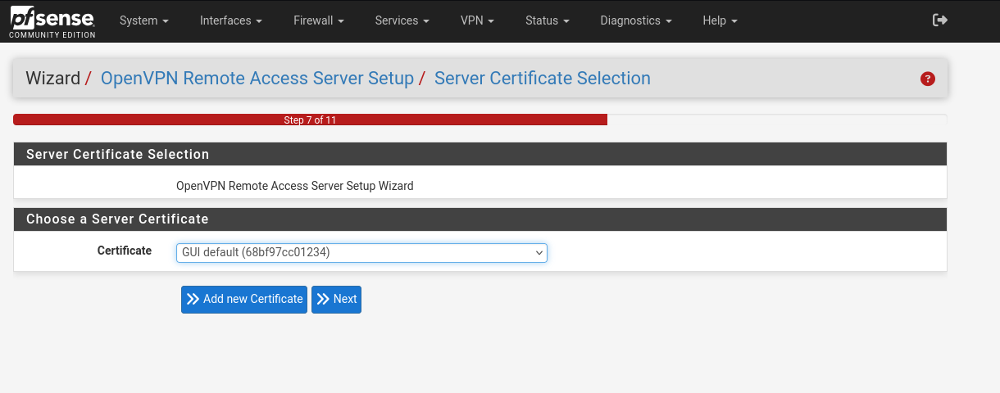 pfsense
COMMUNITY EDITION
System Interfaces Firewall Services VPN Status Diagnostics Help
Wizard / OpenVPN Remote Access Server Setup / Server Certificate Selection
Step 7 of 11
Server Certificate Selection
OpenVPN Remote Access Server Setup Wizard
Choose a Server Certificate
Certificate GUI default (68bf97cc01234)
Add new Certificate Next